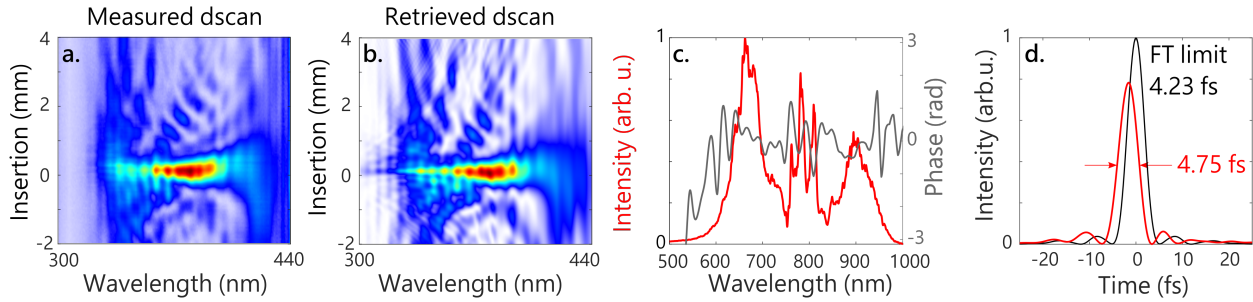 Measured dscan
a.
Insertion (mm)
4
2
0
-2
300
440
Wavelength (nm)
Retrieved dscan
b.
Insertion (mm)
4
2
0
-2
300
440
Wavelength (nm)
c.
Intensity (arb. u.)
1
0
Phase (rad)
3
0
-3
500
600
700
800
900
1000
Wavelength (nm)
d.
FT limit
4.23 fs
4.75 fs
Intensity (arb.u.)
1
0
-20
-10
0
10
20
Time (fs)